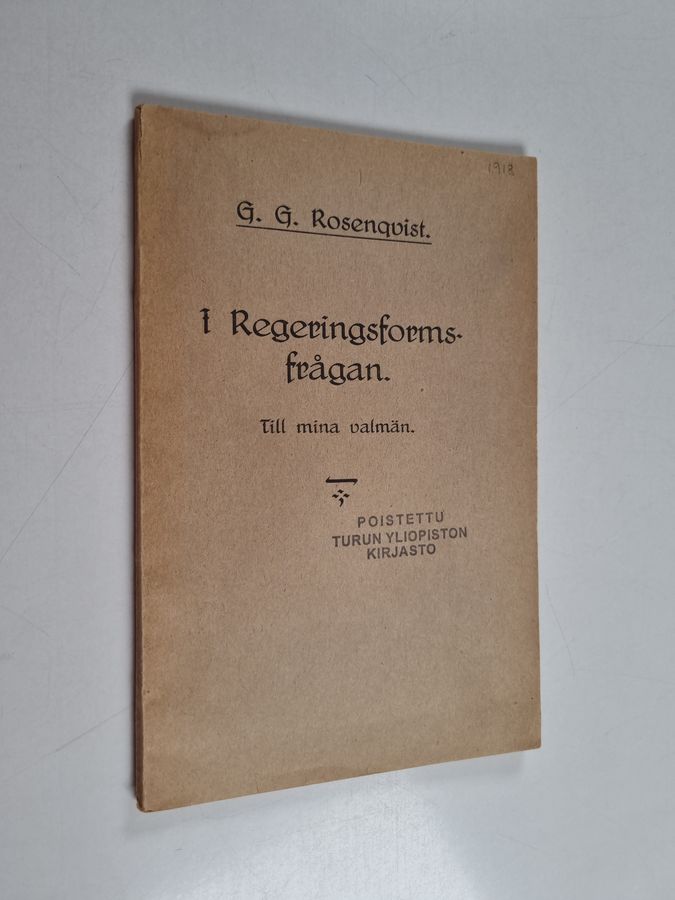 1918
G. G. Rosenqvist.
I Regeringsforms-
frågan.
Till mina valmän.
POISTETTU
TURUN YLIOPISTON
KIRJASTO